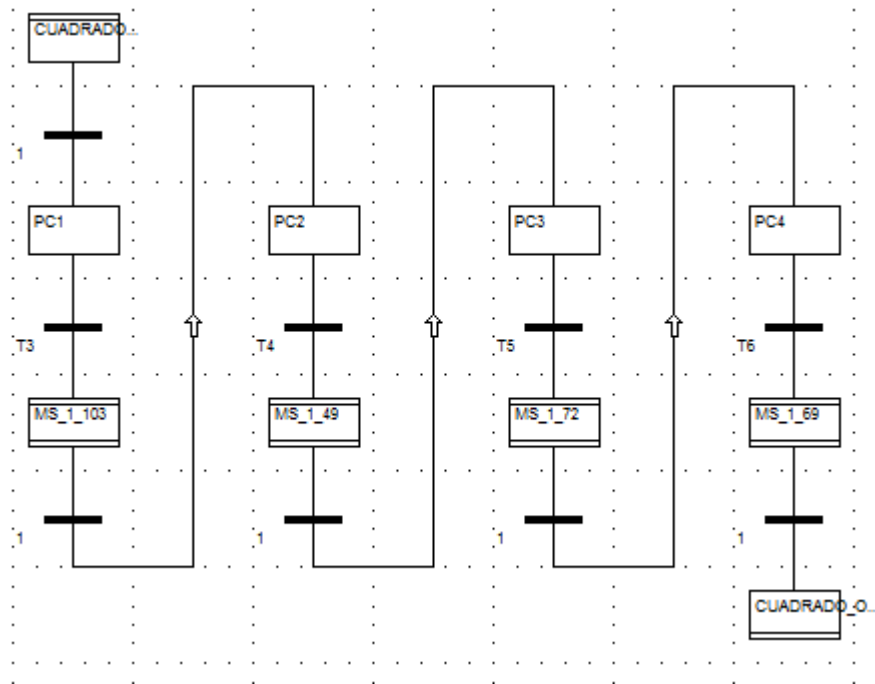 CUADRADO...
1
PC1
PC2
PC3
PC4
T3
T4
T5
T6
MS_1_103
MS_1_49
MS_1_72
MS_1_69
1
1
1
1
CUADRADO_O...